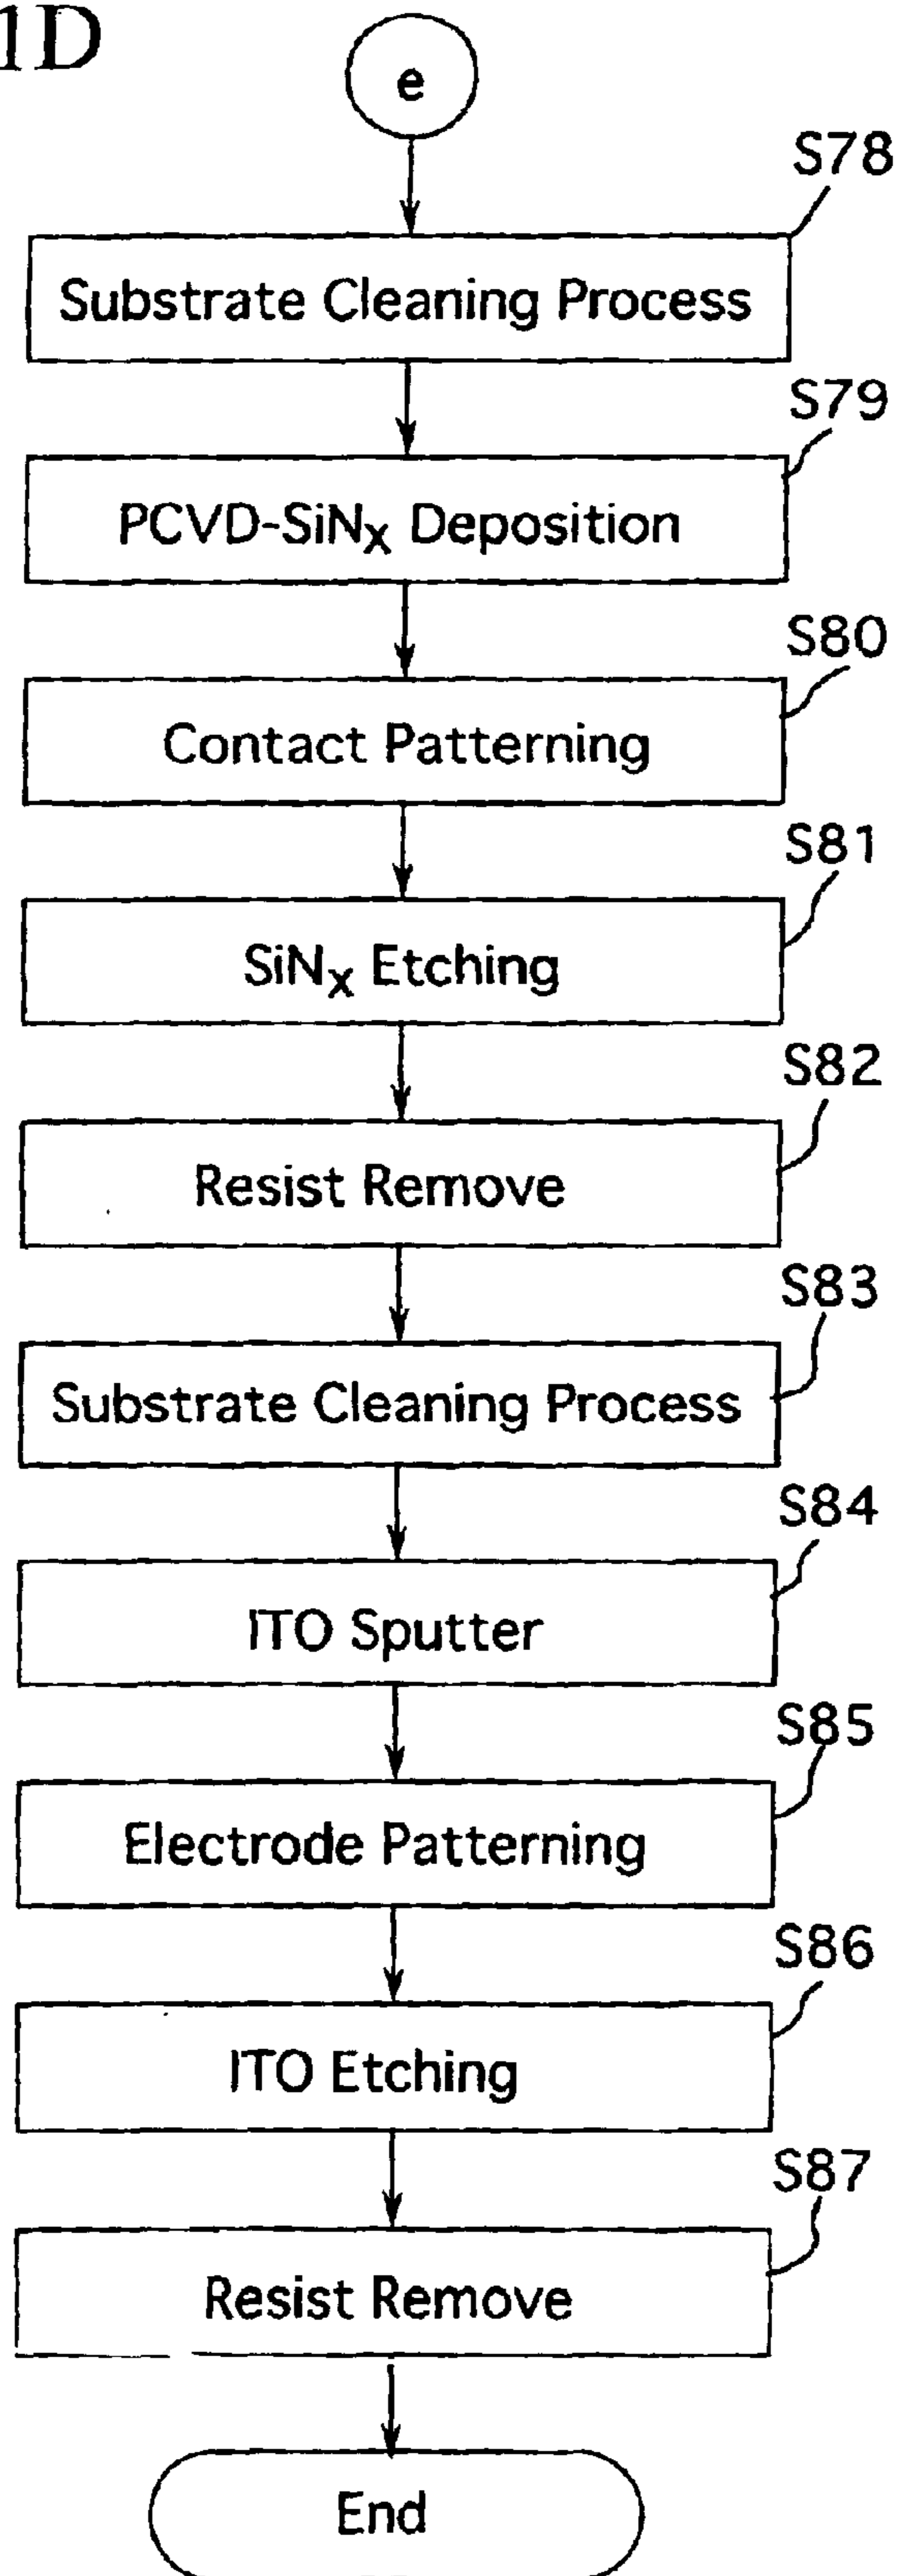 1D
e
S78
Substrate Cleaning Process
S79
PCVD-SiNx Deposition
S80
Contact Patterning
S81
SiNx Etching
S82
Resist Remove
S83
Substrate Cleaning Process
S84
ITO Sputter
S85
Electrode Patterning
S86
ITO Etching
S87
Resist Remove
End